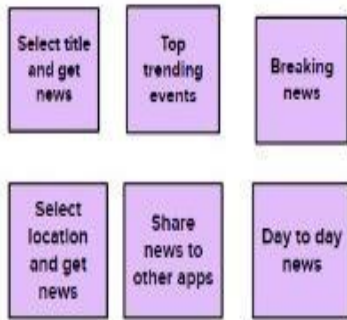 Select title
and get
news
Top
trending
events
Breaking
news
Select
location
and get
news
Share
news to
other apps
Day to day
news